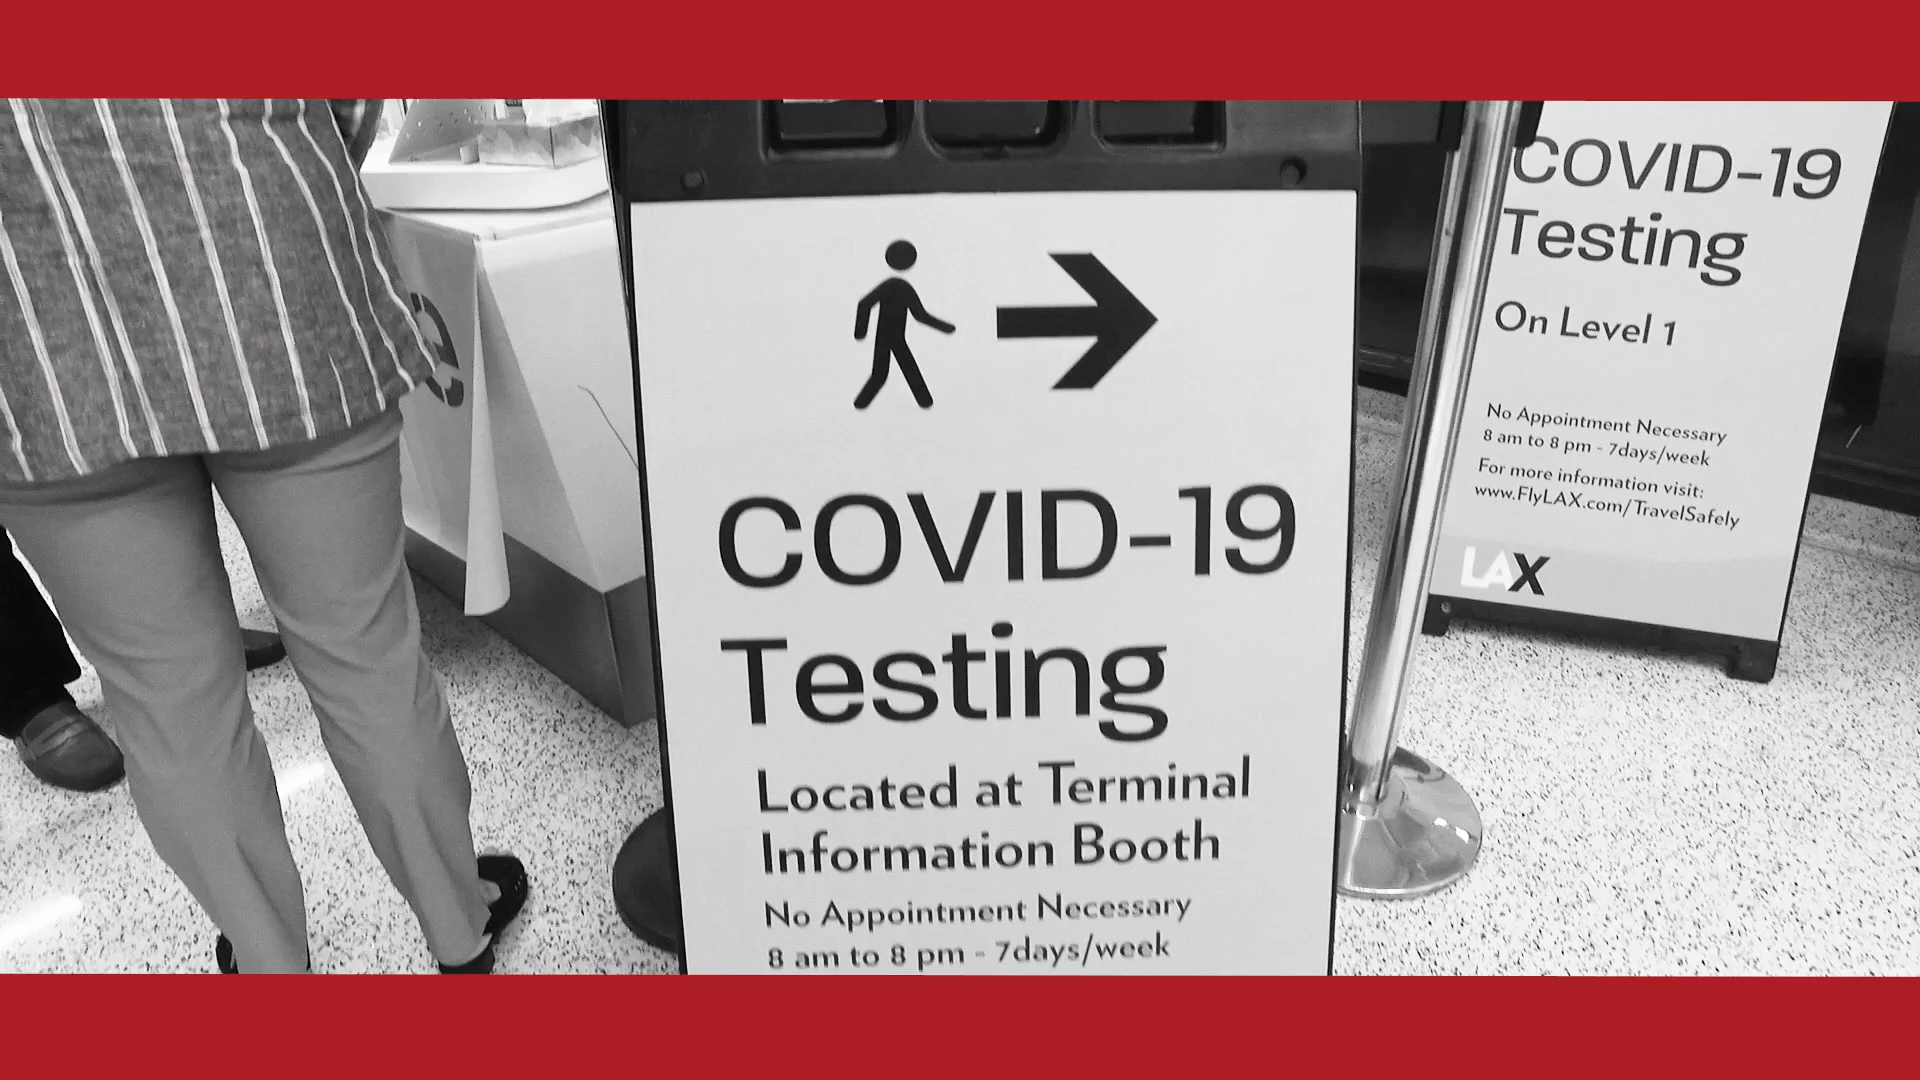 COVID-19
Testing
Located at Terminal
Information Booth
No Appointment Necessary
8 am to 8 pm - 7days/week
COVID-19
Testing
On Level 1
No Appointment Necessary
8 am to 8 pm - 7days/week
For more information visit:
www.FlyLAX.com/TravelSafely
LAX